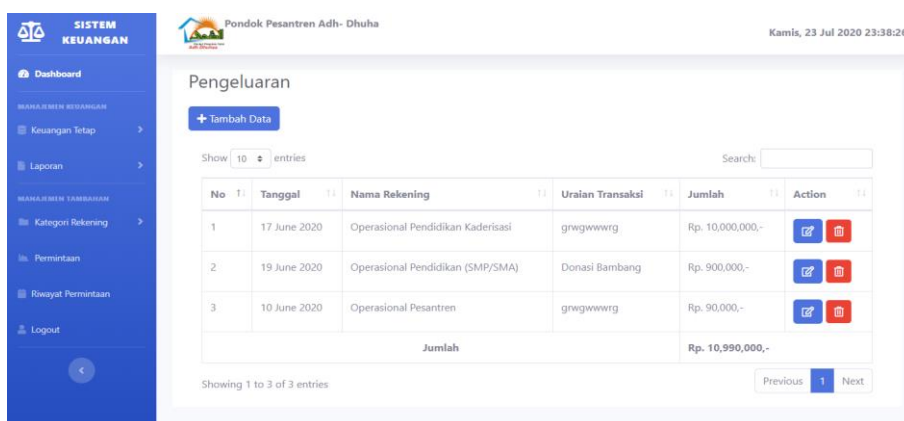 SISTEM
KEUANGAN
Pondok Pesantren Adh- Dhuha
Kamis, 23 Jul 2020 23:38:26
Dashboard
MANAJEMEN KEUANGAN
Keuangan Tetap
Laporan
MANAJEMEN TAMBAHAN
Kategori Rekening
Permintaan
Riwayat Permintaan
Logout
Pengeluaran
+ Tambah Data
Show 10 entries Search:
No Tanggal Nama Rekening Uraian Transaksi Jumlah Action
1 17 June 2020 Operasional Pendidikan Kaderisasi grwgwwwrg Rp. 10,000,000,-
2 19 June 2020 Operasional Pendidikan (SMP/SMA) Donasi Bambang Rp. 900,000,-
3 10 June 2020 Operasional Pesantren grwgwwwrg Rp. 90,000,-
Jumlah Rp. 10,990,000,-
Showing 1 to 3 of 3 entries Previous 1 Next